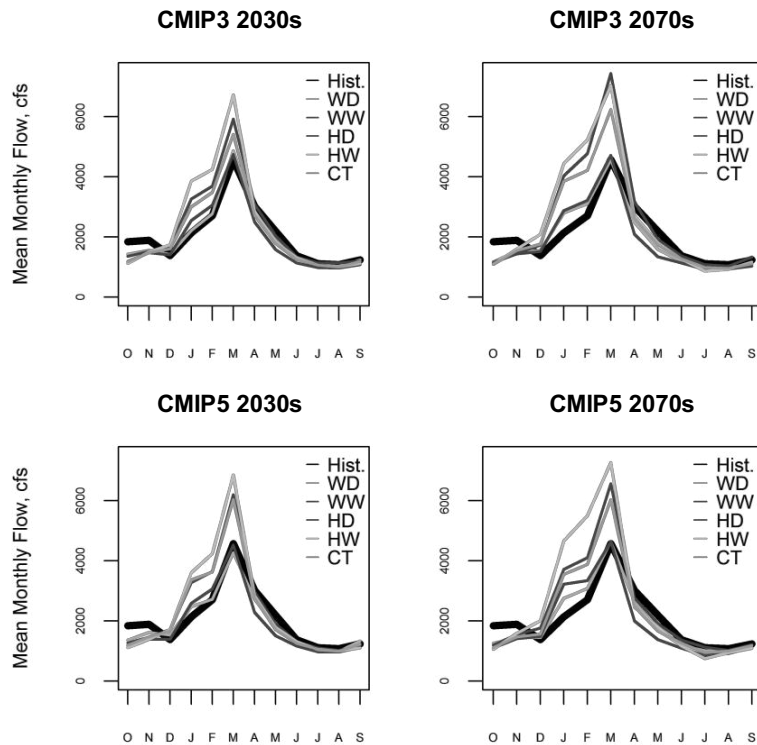 CMIP3 2030s
Mean Monthly Flow, cfs
6000
4000
2000
0
Hist.
WD
WW
HD
HW
CT
O N D J F M A M J J A S
CMIP3 2070s
6000
4000
2000
0
Hist.
WD
WW
HD
HW
CT
O N D J F M A M J J A S
CMIP5 2030s
Mean Monthly Flow, cfs
6000
4000
2000
0
Hist.
WD
WW
HD
HW
CT
O N D J F M A M J J A S
CMIP5 2070s
6000
4000
2000
0
Hist.
WD
WW
HD
HW
CT
O N D J F M A M J J A S